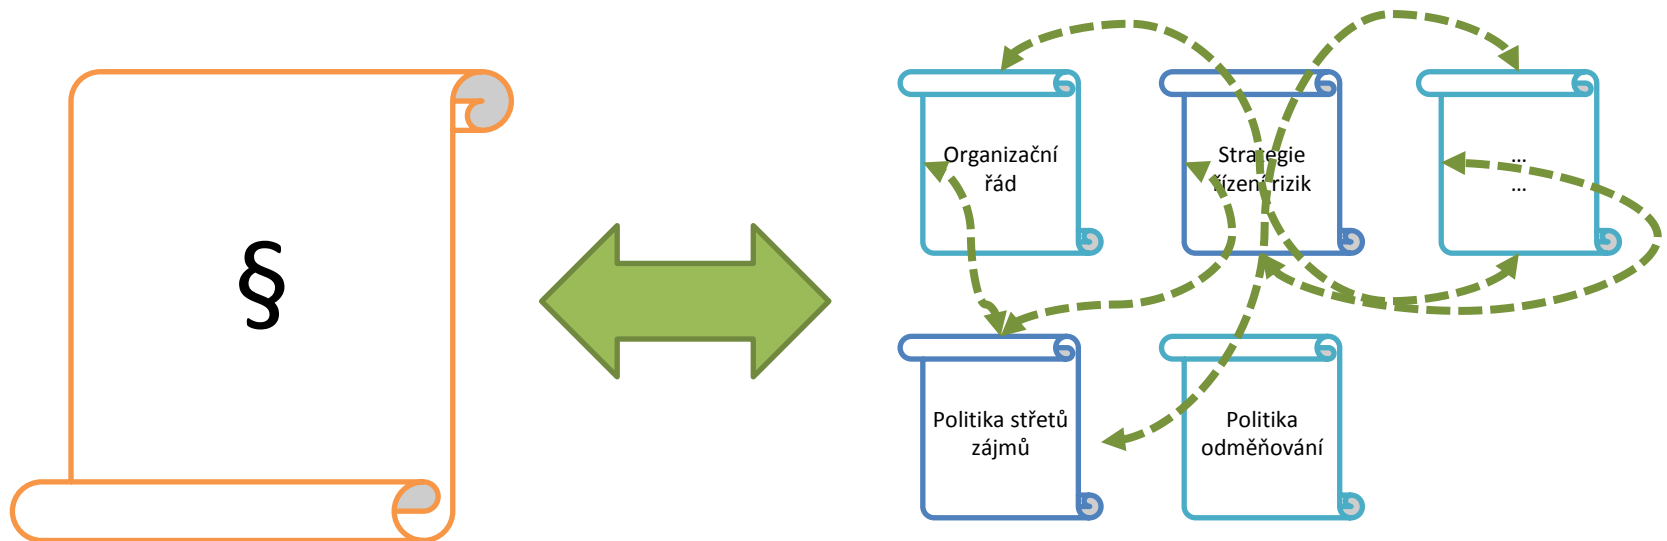 §
Organizační
řád
Strategie
řízení rizik
...
...
Politika střetů
zájmů
Politika
odměňování